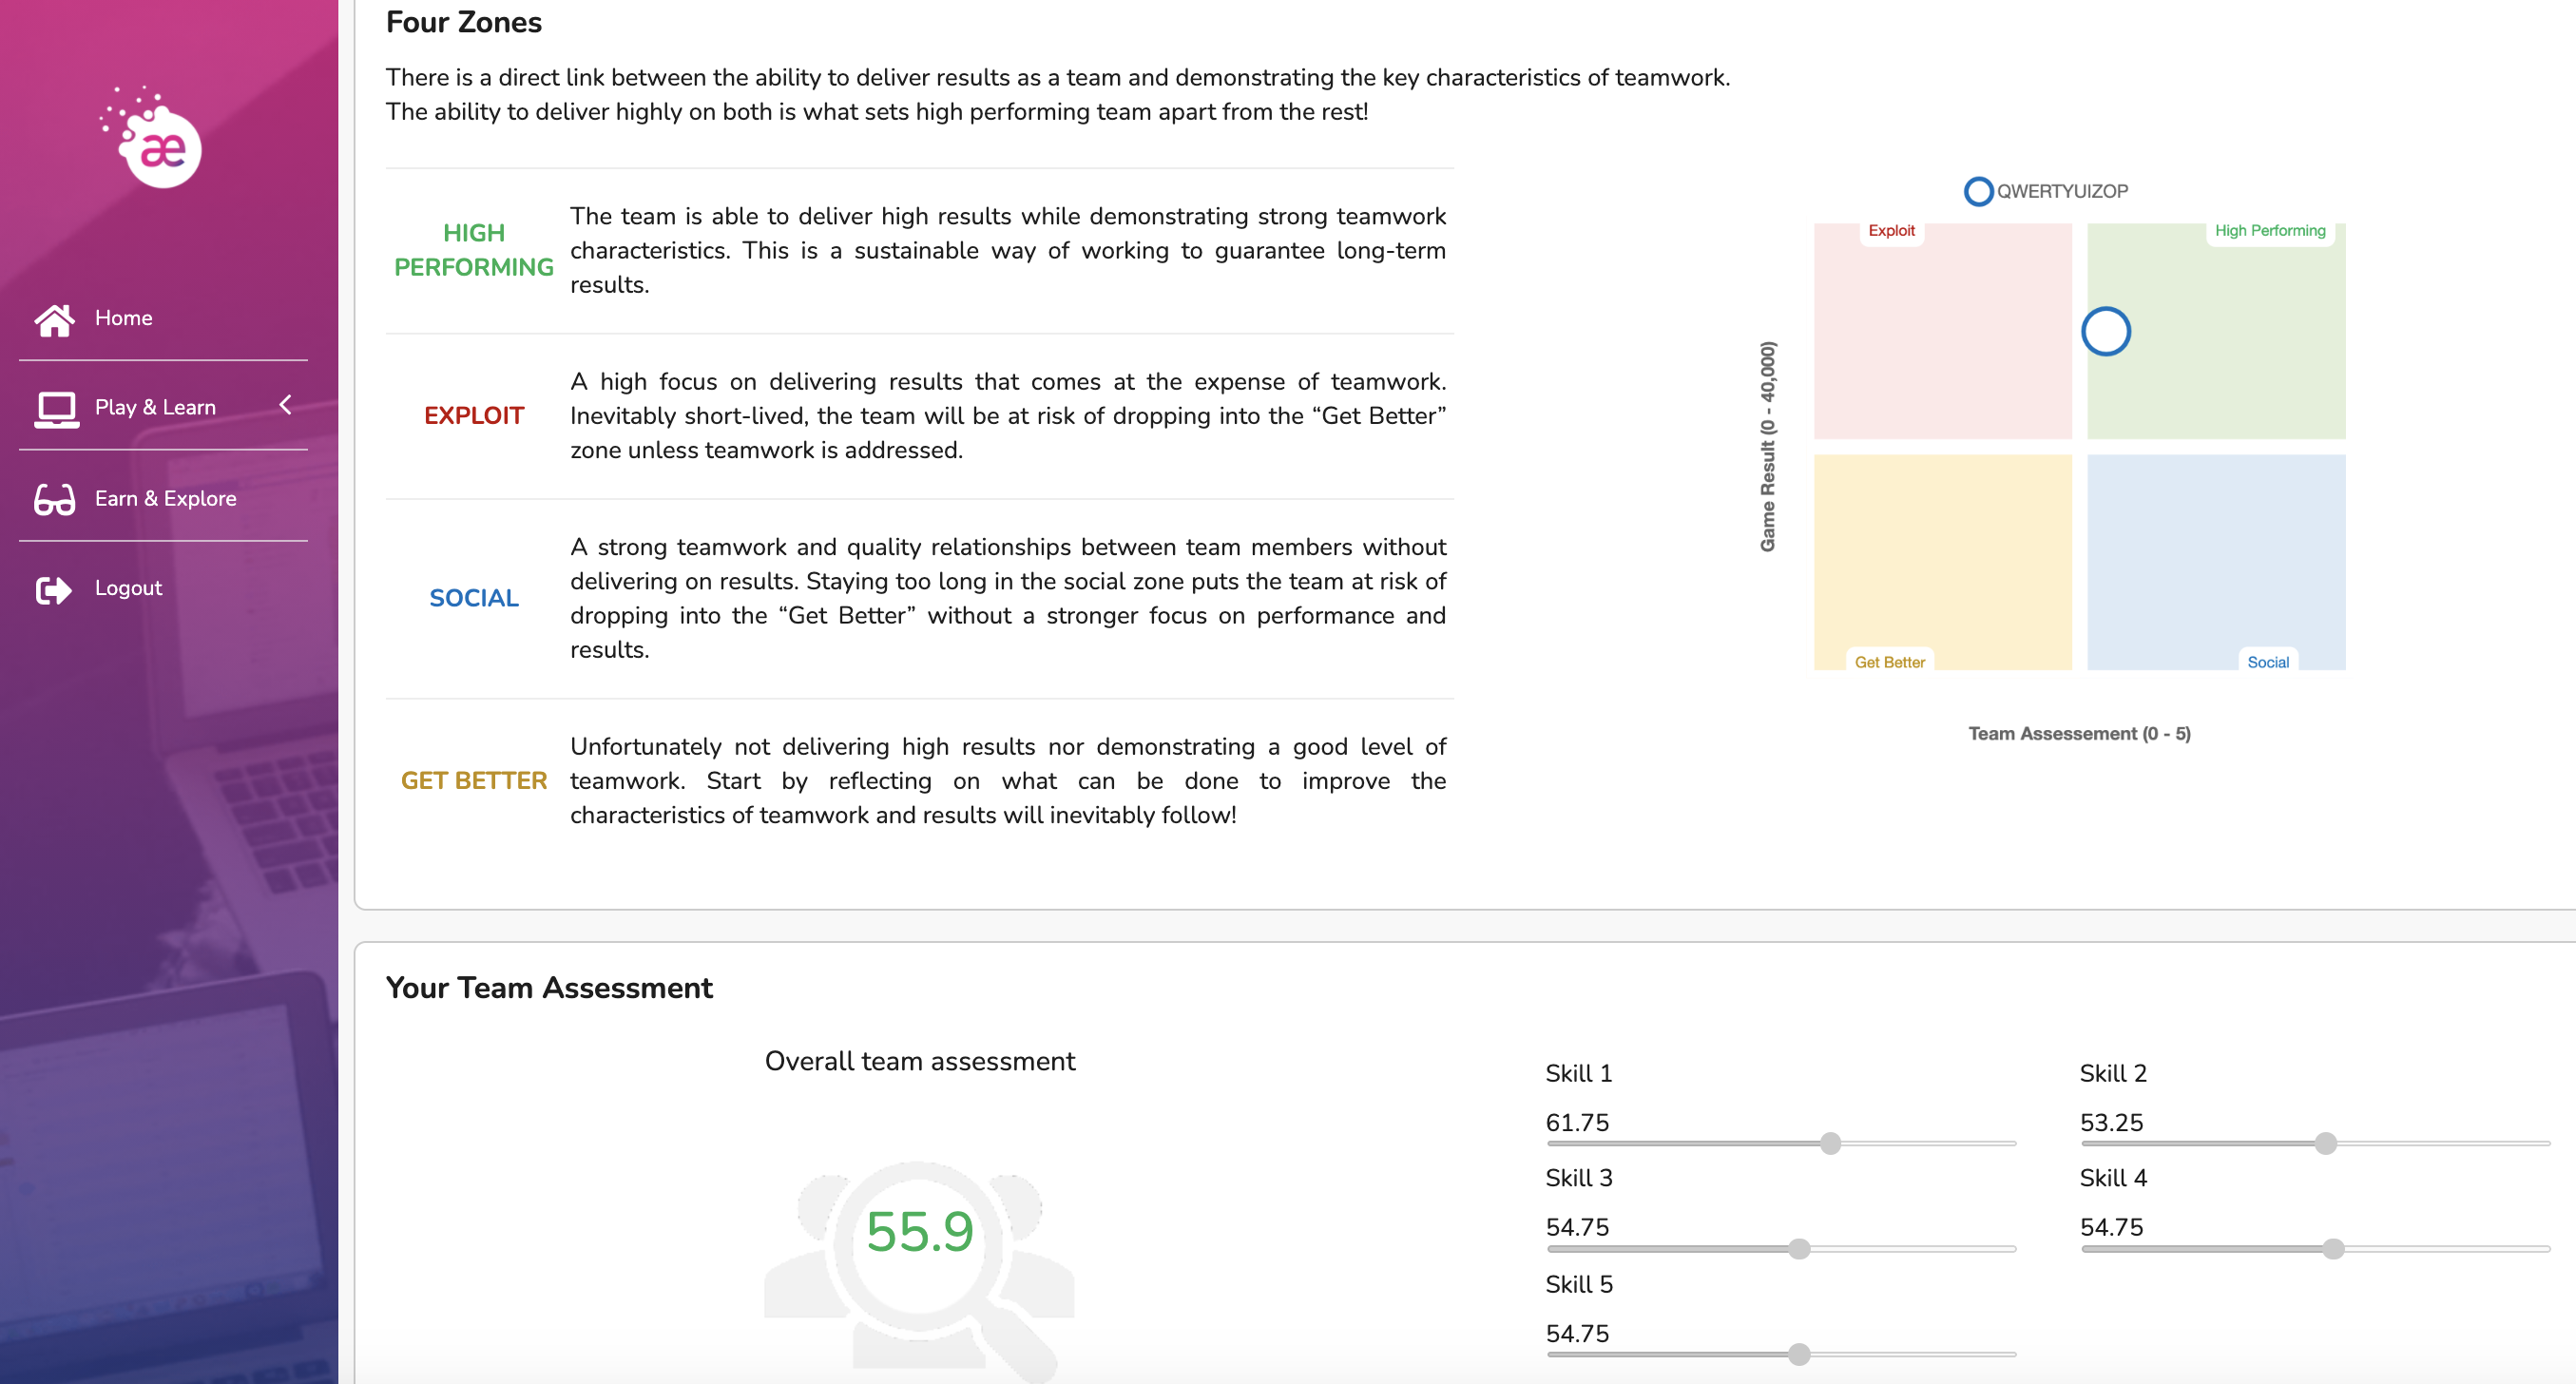 æ
Home
Play & Learn
Earn & Explore
Logout
Four Zones
There is a direct link between the ability to deliver results as a team and demonstrating the key characteristics of teamwork.
The ability to deliver highly on both is what sets high performing team apart from the rest!
HIGH
PERFORMING
The team is able to deliver high results while demonstrating strong teamwork
characteristics. This is a sustainable way of working to guarantee long-term
results.
EXPLOIT
A high focus on delivering results that comes at the expense of teamwork.
Inevitably short-lived, the team will be at risk of dropping into the “Get Better”
zone unless teamwork is addressed.
SOCIAL
A strong teamwork and quality relationships between team members without
delivering on results. Staying too long in the social zone puts the team at risk of
dropping into the “Get Better” without a stronger focus on performance and
results.
GET BETTER
Unfortunately not delivering high results nor demonstrating a good level of
teamwork. Start by reflecting on what can be done to improve the
characteristics of teamwork and results will inevitably follow!
QWERTYUIZOP
Exploit
High Performing
Game Result (0 - 40,000)
Get Better
Social
Team Assessement (0 - 5)
Your Team Assessment
Overall team assessment
55.9
Skill 1
61.75
Skill 2
53.25
Skill 3
54.75
Skill 4
54.75
Skill 5
54.75